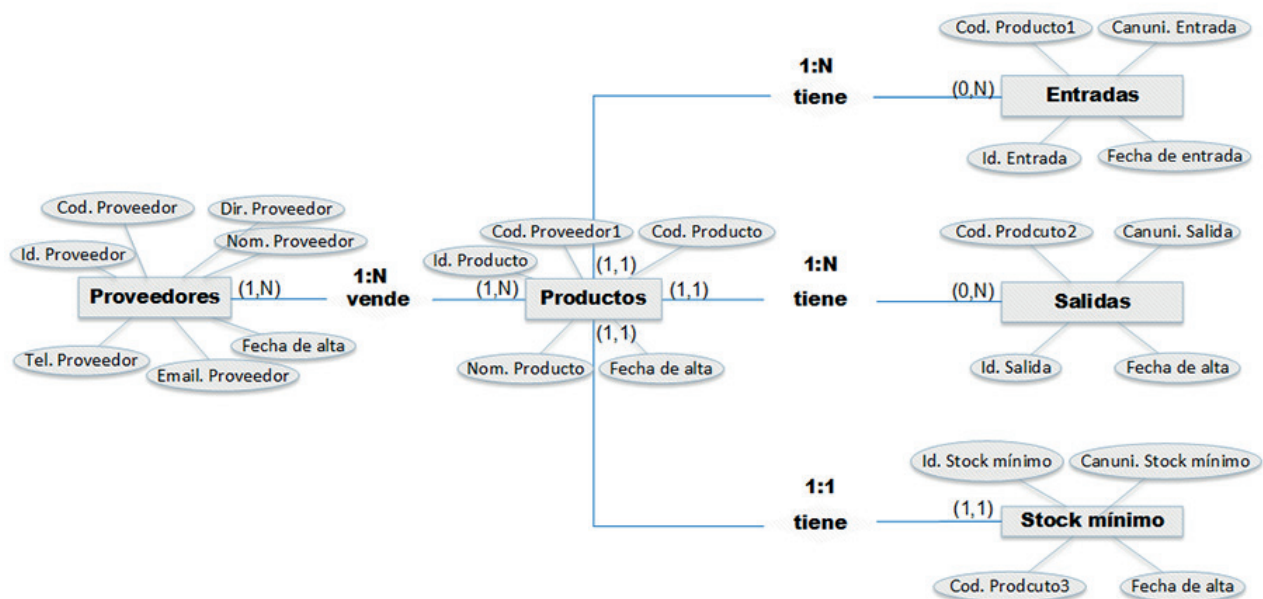 Cod. Producto1
Canuni. Entrada
1:N
tiene
(0,N)
Entradas
Id. Entrada
Fecha de entrada
Cod. Proveedor
Dir. Proveedor
Nom. Proveedor
Id. Proveedor
Proveedores
(1,N)
Tel. Proveedor
Email. Proveedor
Fecha de alta
1:N
vende
(1,N)
Cod. Proveedor1
Cod. Producto
Id. Producto
(1,1)
Productos
(1,1)
(1,1)
Nom. Producto
Fecha de alta
1:N
tiene
(0,N)
Cod. Prodcuto2
Canuni. Salida
Salidas
Id. Salida
Fecha de alta
1:1
tiene
(1,1)
Id. Stock mínimo
Canuni. Stock mínimo
Stock mínimo
Cod. Prodcuto3
Fecha de alta